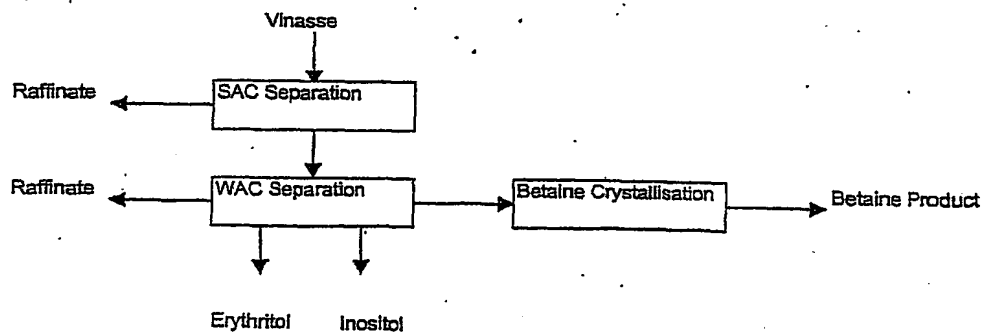 Vinasse
Raffinate
SAC Separation
Raffinate
WAC Separation
Betaine Crystallisation
Betaine Product
Erythritol
Inositol